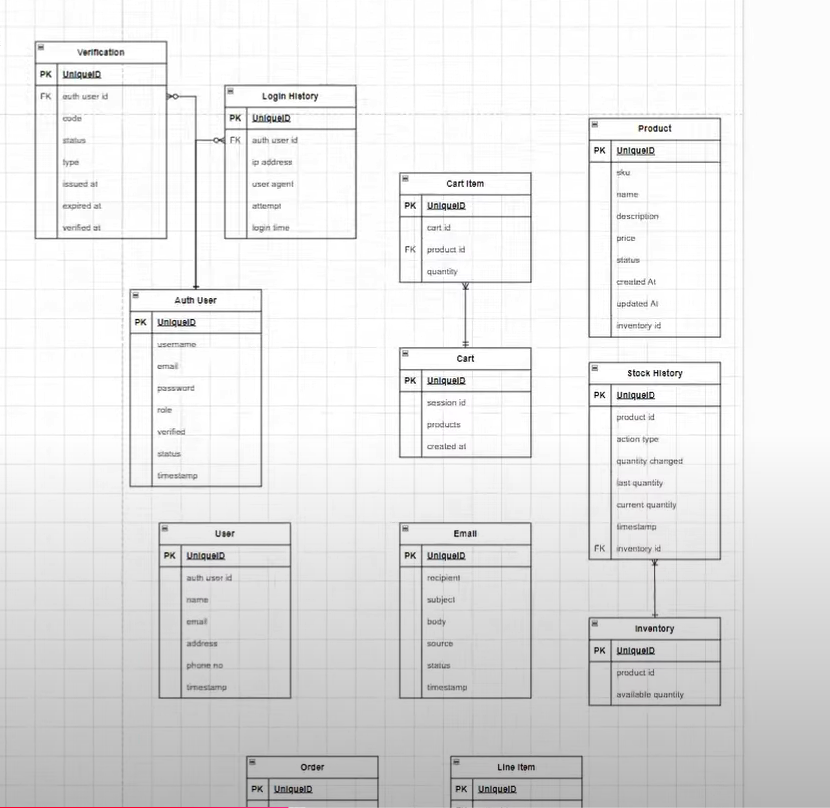 Verification
PK UniqueID
FK auth user id
code
status
type
issued at
expired at
verified at
Login History
PK UniqueID
FK auth user id
ip address
user agent
attempt
login time
Product
PK UniqueID
sku
name
description
price
status
created At
updated At
inventory id
Cart Item
PK UniqueID
cart id
FK product id
quantity
Auth User
PK UniqueID
username
email
password
role
verified
status
timestamp
Cart
PK UniqueID
session id
products
created at
Stock History
PK UniqueID
product id
action type
quantity changed
last quantity
current quantity
timestamp
FK inventory id
User
PK UniqueID
auth user id
name
email
address
phone no
timestamp
Email
PK UniqueID
recipient
subject
body
source
status
timestamp
Inventory
PK UniqueID
product id
available quantity
Order
PK UniqueID
Line Item
PK UniqueID